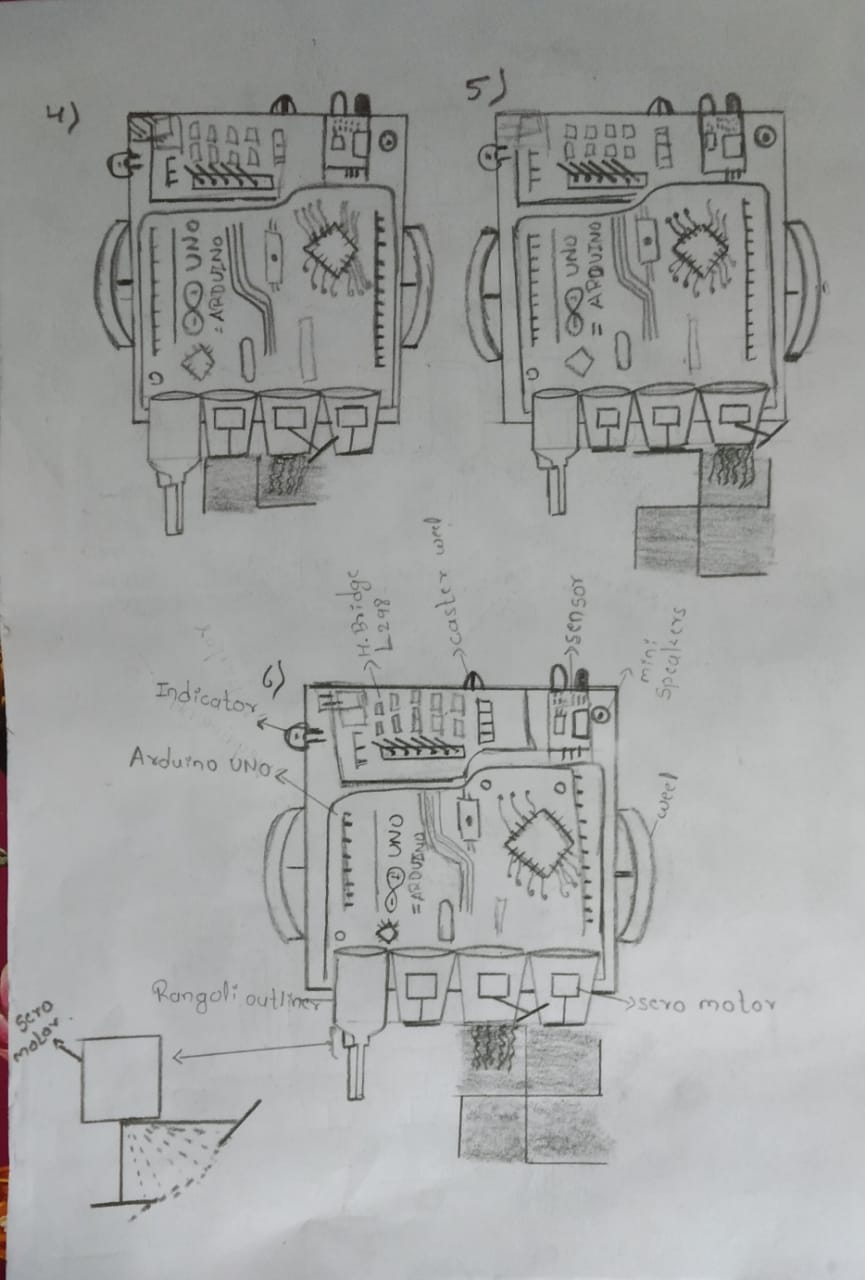 4)
5)
UNO
= ARDUINO
UNO
= ARDUINO
H.Bridge
L298
caster weel
sensor
mini
speakers
6)
Indicator
Arduino UNO
weel
UNO
= ARDUINO
Rangoli outliner
sero motor
sero
motor